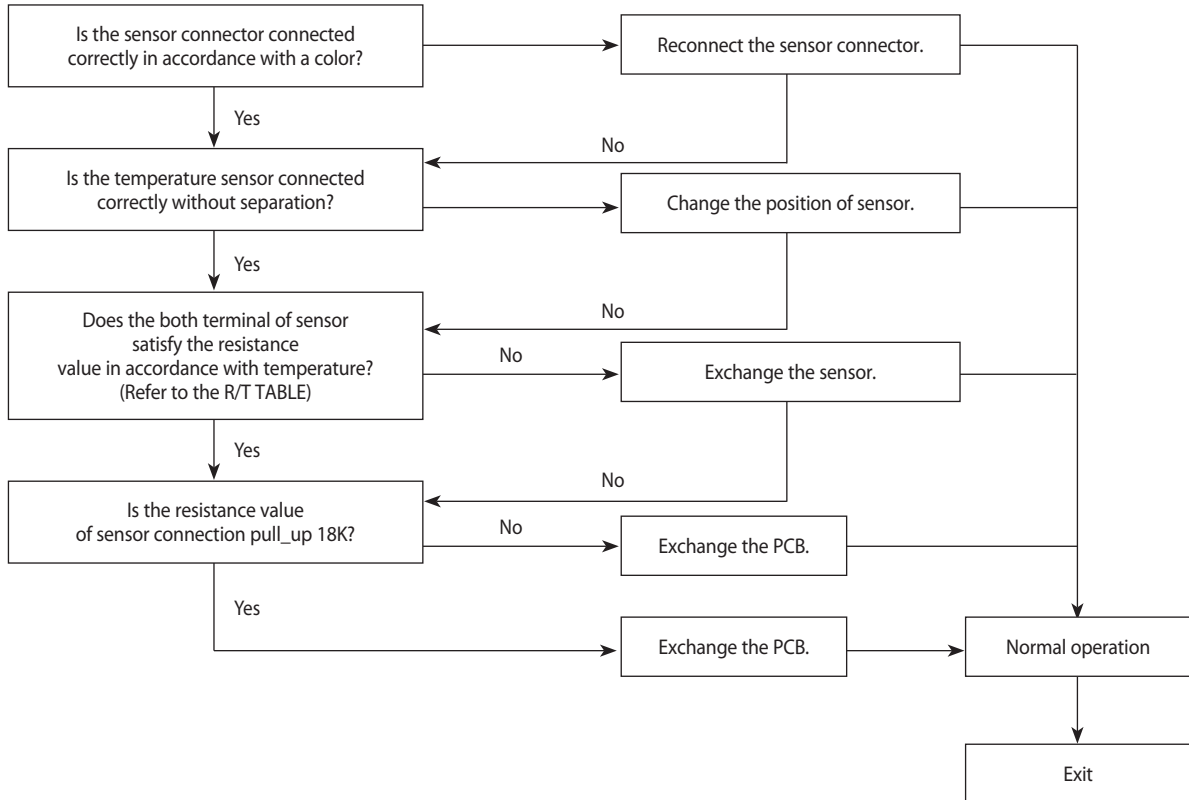 Is the sensor connector connected
correctly in accordance with a color?
Reconnect the sensor connector.
Yes
No
Is the temperature sensor connected
correctly without separation?
Change the position of sensor.
Yes
No
Does the both terminal of sensor
satisfy the resistance
value in accordance with temperature?
(Refer to the R/T TABLE)
No
Exchange the sensor.
Yes
No
Is the resistance value
of sensor connection pull_up 18K?
No
Exchange the PCB.
Yes
Exchange the PCB.
Normal operation
Exit